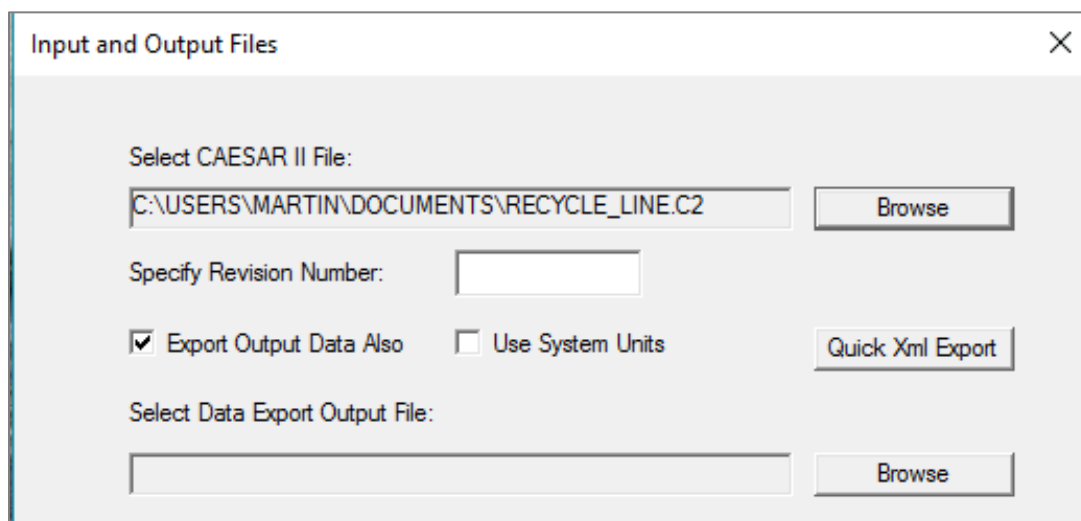 Input and Output Files
Select CAESAR II File:
C:\USERS\MARTIN\DOCUMENTS\RECYCLE_LINE.C2 Browse
Specify Revision Number:
Export Output Data Also Use System Units Quick Xml Export
Select Data Export Output File:
Browse